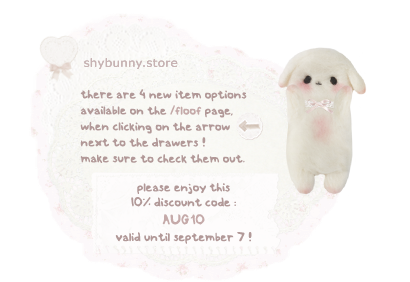 shybunny.store
there are 4 new item options
available on the /floof page,
when clicking on the arrow
next to the drawers !
make sure to check them out.
please enjoy this
10% discount code :
AUG10
valid until september 7 !